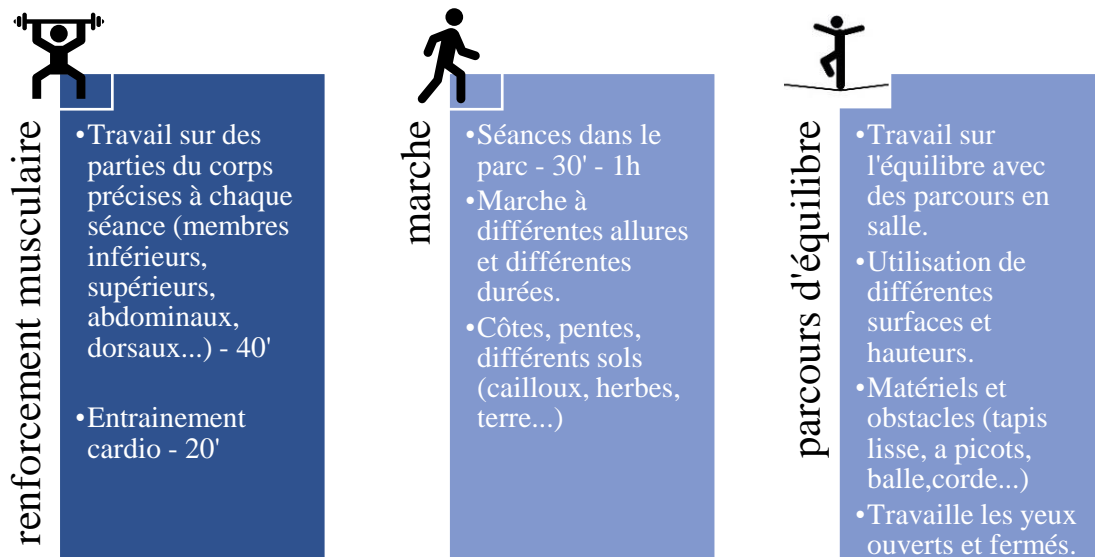 renforcement musculaire
•Travail sur des
parties du corps
précises à chaque
séance (membres
inférieurs,
supérieurs,
abdominaux,
dorsaux...) - 40'
•Entrainement
cardio - 20'
marche
•Séances dans le
parc - 30' - 1h
•Marche à
différentes allures
et différentes
durées.
•Côtes, pentes,
différents sols
(cailloux, herbes,
terre...)
parcours d'équilibre
•Travail sur
l'équilibre avec
des parcours en
salle.
•Utilisation de
différentes
surfaces et
hauteurs.
•Matériels et
obstacles (tapis
lisse, a picots,
balle,corde...)
•Travaille les yeux
ouverts et fermés.